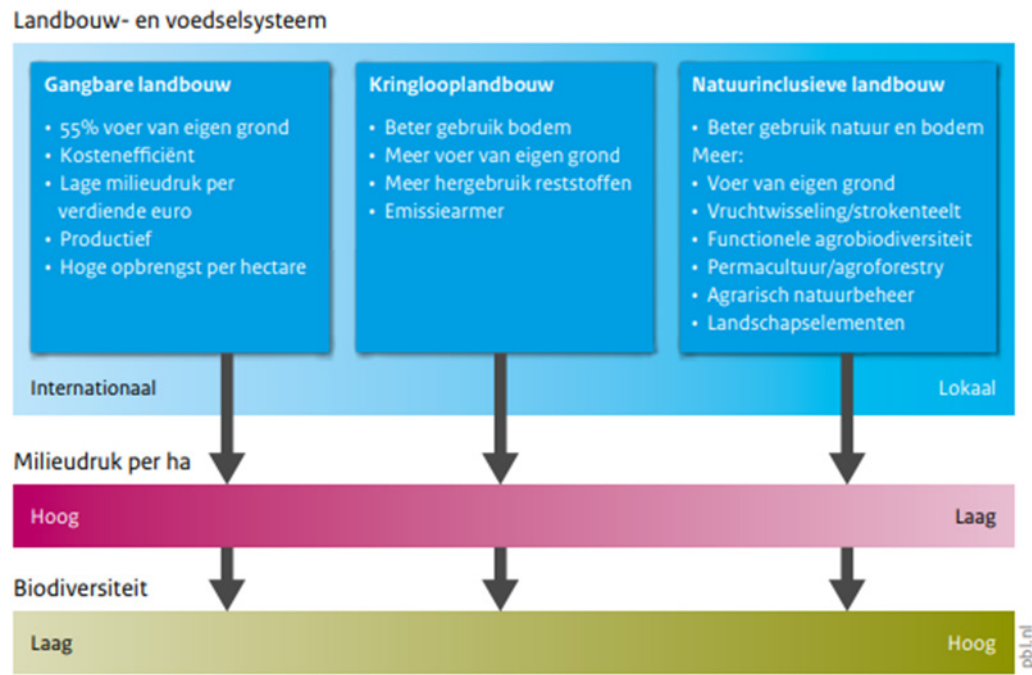 Landbouw- en voedselsysteem
Gangbare landbouw
• 55% voer van eigen grond
• Kostenefficiënt
• Lage milieudruk per
verdiende euro
• Productief
• Hoge opbrengst per hectare
Kringlooplandbouw
• Beter gebruik bodem
• Meer voer van eigen grond
• Meer hergebruik reststoffen
• Emissiearmer
Natuurinclusieve landbouw
• Beter gebruik natuur en bodem
Meer:
• Voer van eigen grond
• Vruchtwisseling/strokenteelt
• Functionele agrobiodiversiteit
• Permacultuur/agroforestry
• Agrarisch natuurbeheer
• Landschapselementen
Internationaal
Lokaal
Milieudruk per ha
Hoog
Laag
Biodiversiteit
Laag
Hoog
pbl.nl